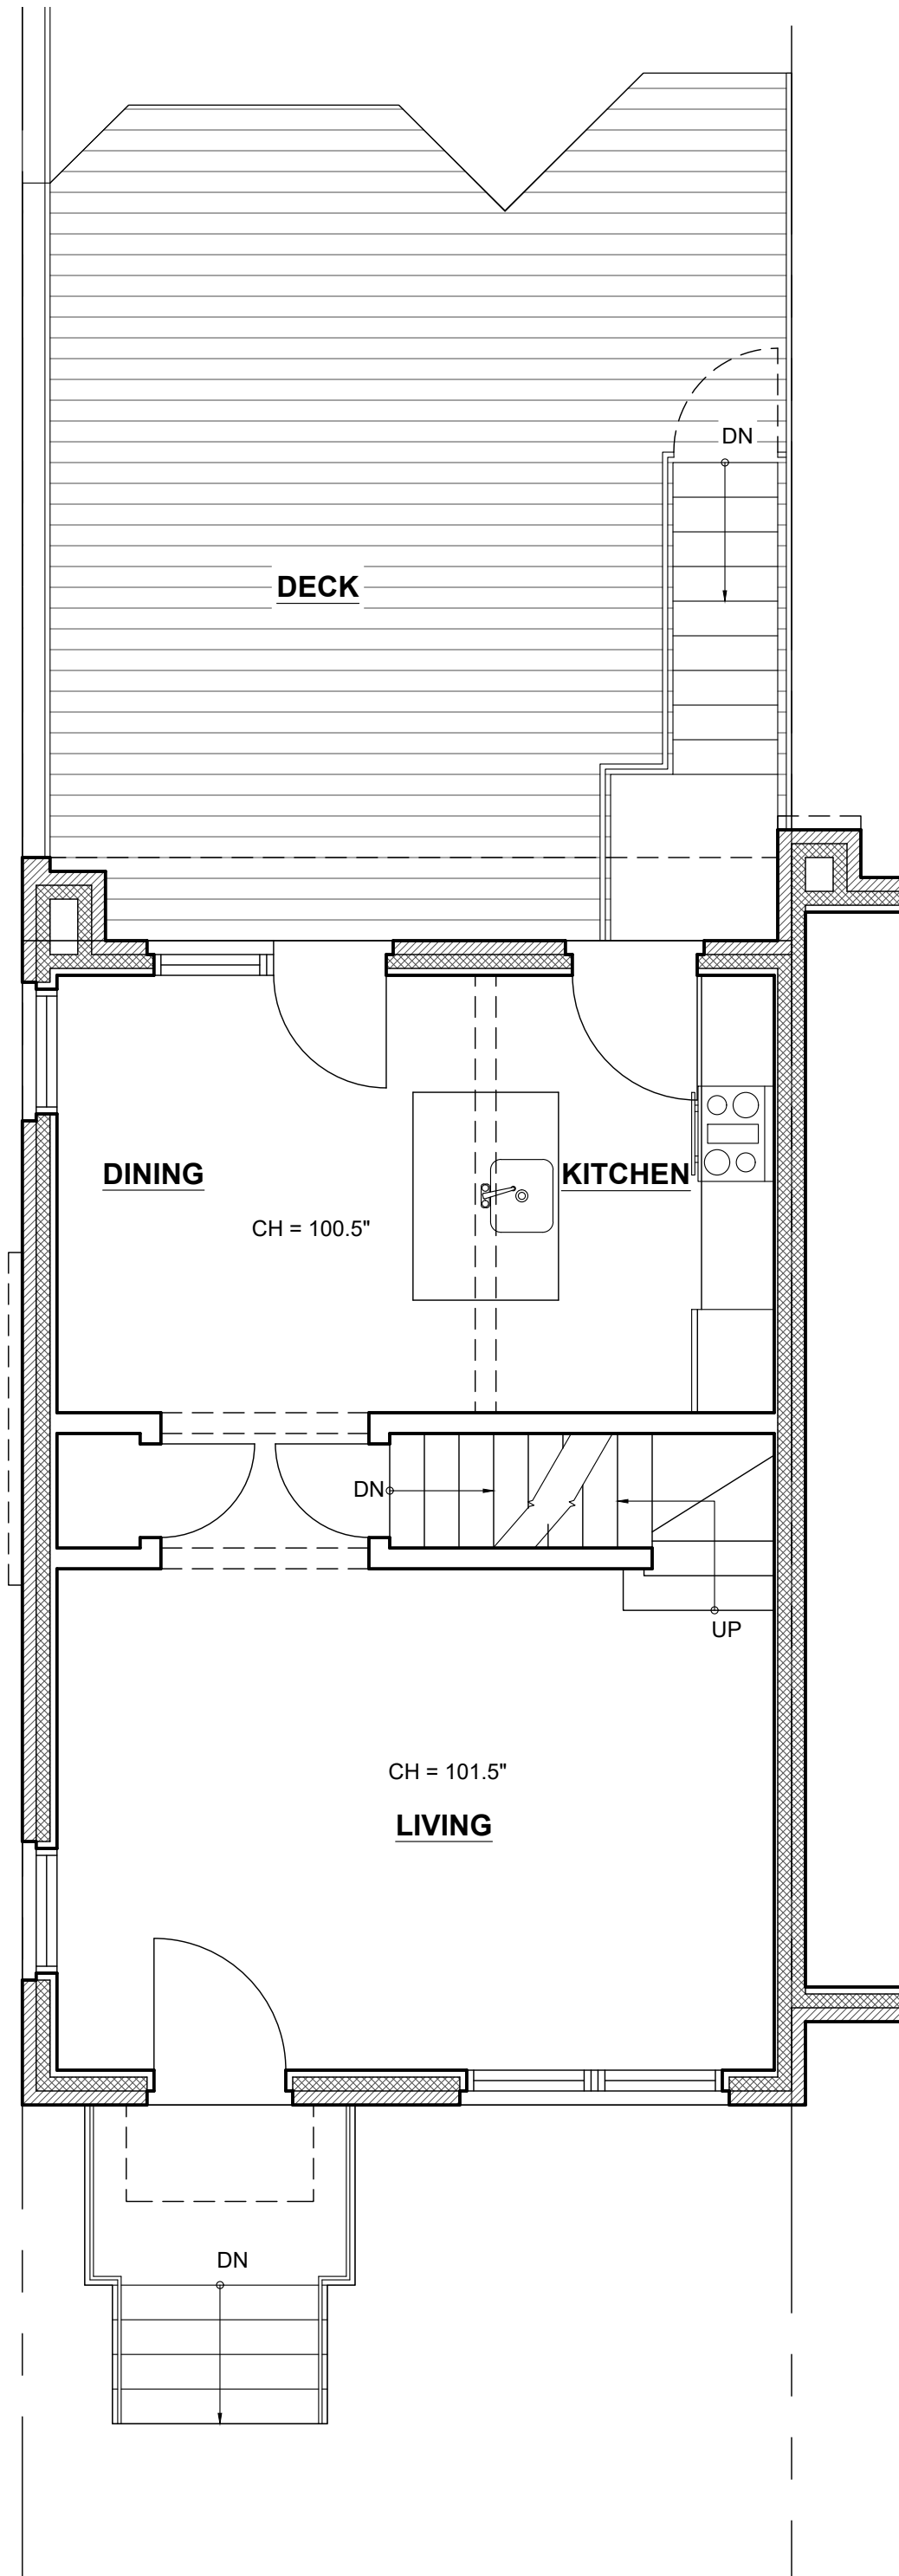 DN
DECK
DINING
KITCHEN
CH = 100.5"
DN
UP
CH = 101.5"
LIVING
DN